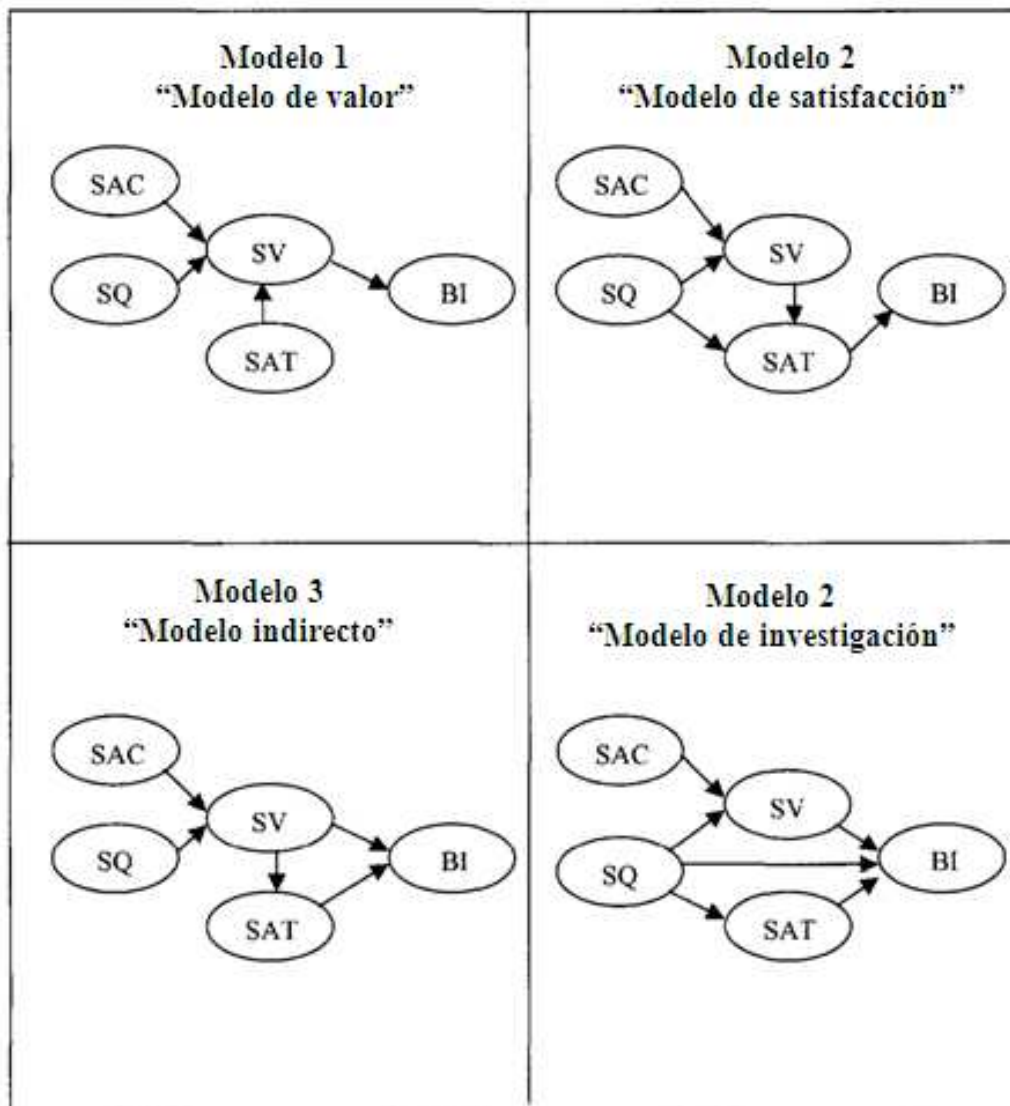 Modelo 1
“Modelo de valor”
SAC
SV
SQ
BI
SAT
Modelo 2
“Modelo de satisfacción”
SAC
SV
SQ
BI
SAT
Modelo 3
“Modelo indirecto”
SAC
SV
SQ
BI
SAT
Modelo 2
“Modelo de investigación”
SAC
SV
SQ
BI
SAT